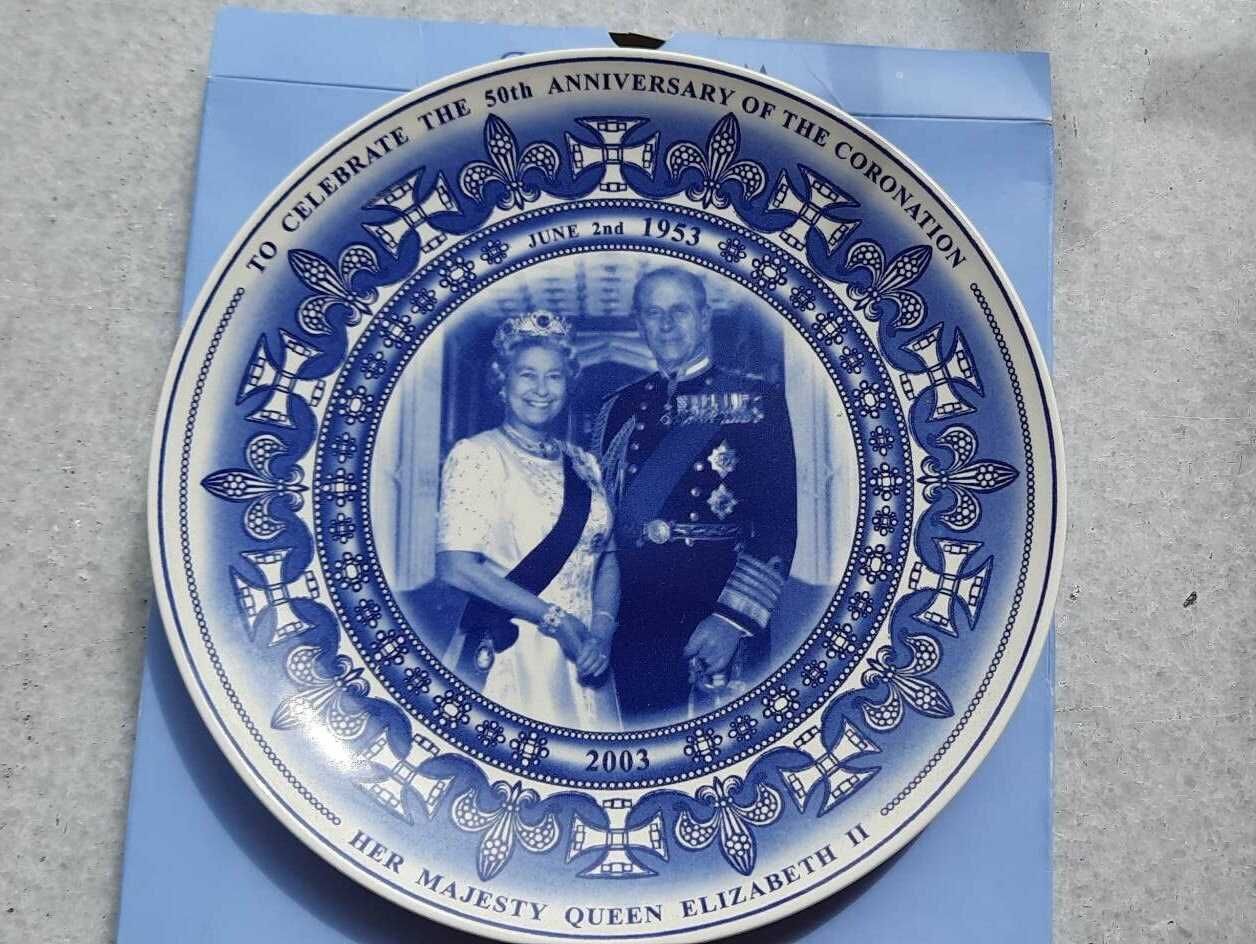 TO CELEBRATE THE 50th ANNIVERSARY OF THE CORONATION
JUNE 2nd 1953
2003
HER MAJESTY QUEEN ELIZABETH II